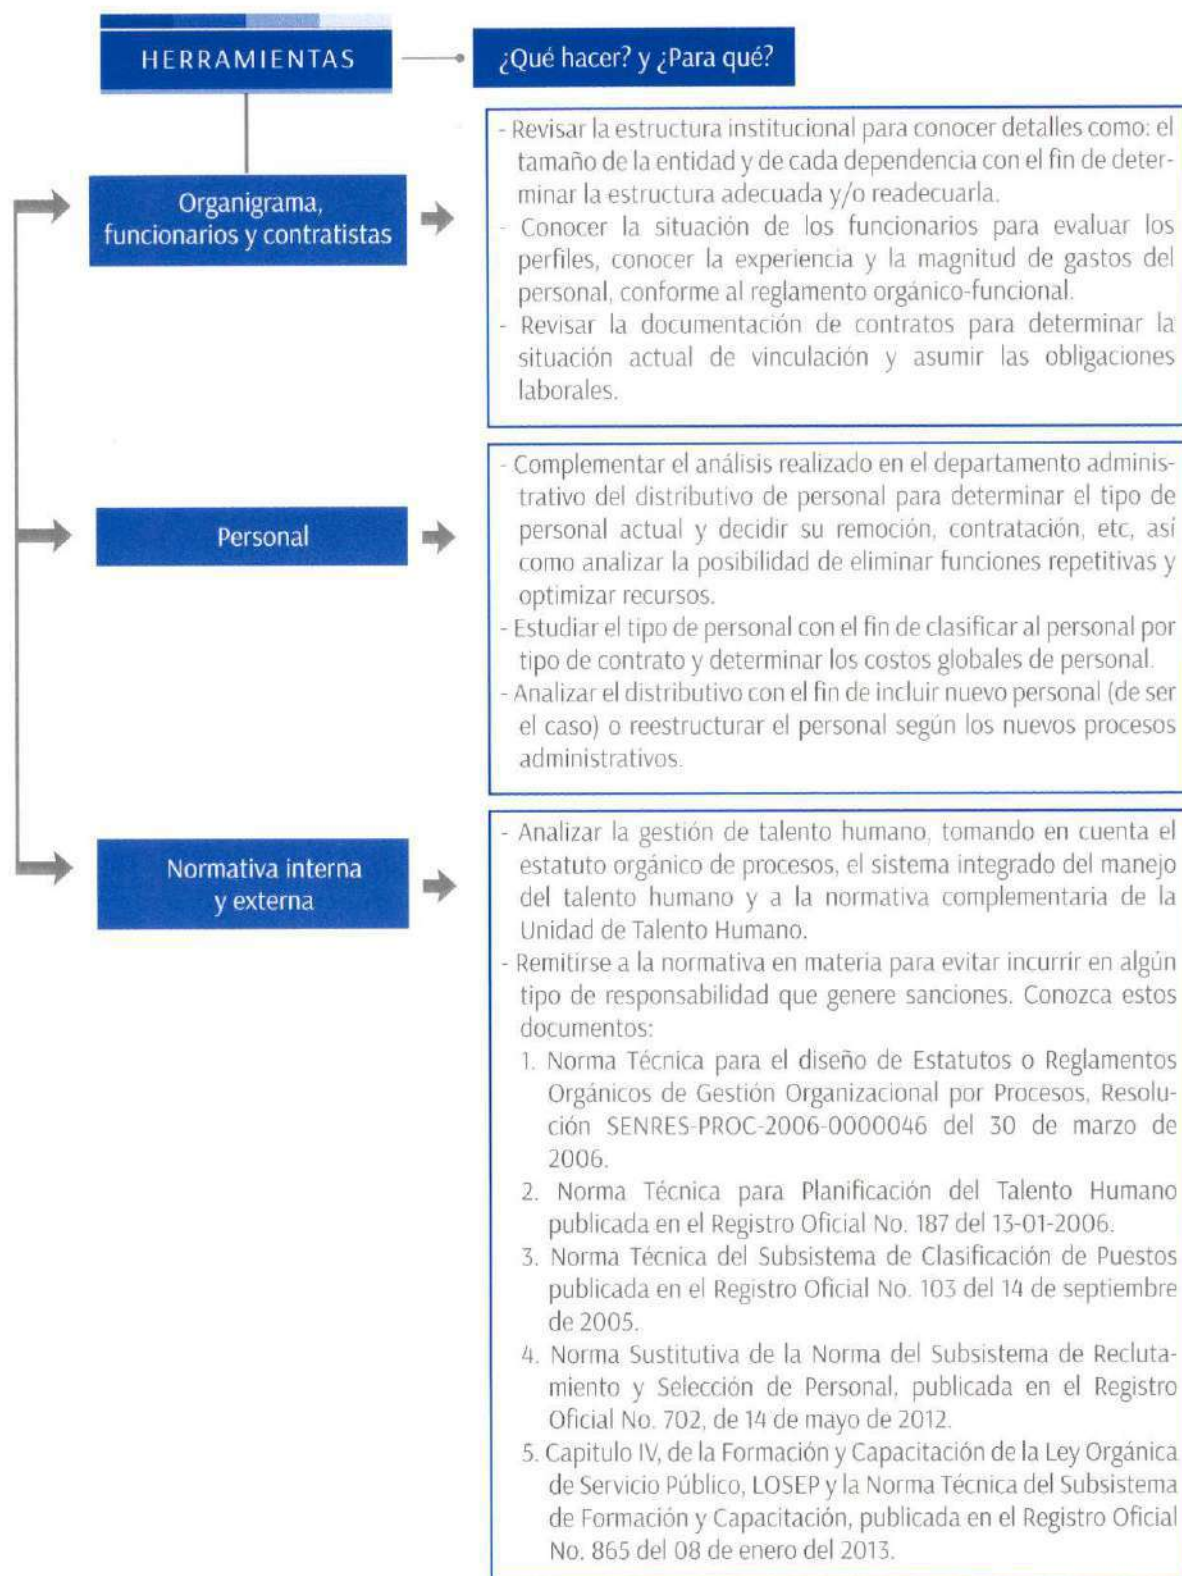 HERRAMIENTAS
¿Qué hacer? y ¿Para qué?
Organigrama,
funcionarios y contratistas
- Revisar la estructura institucional para conocer detalles como: el
tamaño de la entidad y de cada dependencia con el fin de deter-
minar la estructura adecuada y/o readecuarla.
- Conocer la situación de los funcionarios para evaluar los
perfiles, conocer la experiencia y la magnitud de gastos del
personal, conforme al reglamento orgánico-funcional.
- Revisar la documentación de contratos para determinar la
situación actual de vinculación y asumir las obligaciones
laborales.
Personal
- Complementar el análisis realizado en el departamento adminis-
trativo del distributivo de personal para determinar el tipo de
personal actual y decidir su remoción, contratación, etc, así
como analizar la posibilidad de eliminar funciones repetitivas y
optimizar recursos.
- Estudiar el tipo de personal con el fin de clasificar al personal por
tipo de contrato y determinar los costos globales de personal.
- Analizar el distributivo con el fin de incluir nuevo personal (de ser
el caso) o reestructurar el personal según los nuevos procesos
administrativos.
Normativa interna
y externa
- Analizar la gestión de talento humano, tomando en cuenta el
estatuto orgánico de procesos, el sistema integrado del manejo
del talento humano y a la normativa complementaria de la
Unidad de Talento Humano.
- Remitirse a la normativa en materia para evitar incurrir en algún
tipo de responsabilidad que genere sanciones. Conozca estos
documentos:
1. Norma Técnica para el diseño de Estatutos o Reglamentos
Orgánicos de Gestión Organizacional por Procesos, Resolu-
ción SENRES-PROC-2006-0000046 del 30 de marzo de
2006.
2. Norma Técnica para Planificación del Talento Humano
publicada en el Registro Oficial No. 187 del 13-01-2006.
3. Norma Técnica del Subsistema de Clasificación de Puestos
publicada en el Registro Oficial No. 103 del 14 de septiembre
de 2005.
4. Norma Sustitutiva de la Norma del Subsistema de Recluta-
miento y Selección de Personal, publicada en el Registro
Oficial No. 702, de 14 de mayo de 2012.
5. Capitulo IV, de la Formación y Capacitación de la Ley Orgánica
de Servicio Público, LOSEP y la Norma Técnica del Subsistema
de Formación y Capacitación, publicada en el Registro Oficial
No. 865 del 08 de enero del 2013.